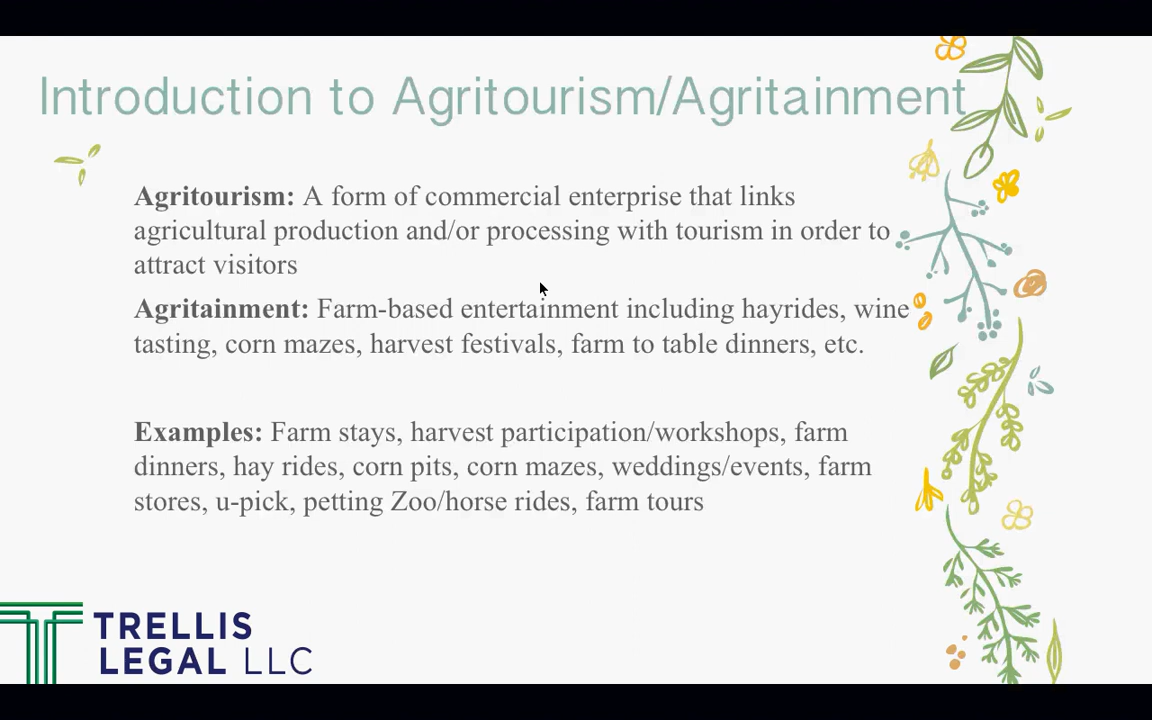 Introduction to Agritourism/Agritainment
Agritourism: A form of commercial enterprise that links
agricultural production and/or processing with tourism in order to
attract visitors
Agritainment: Farm-based entertainment including hayrides, wine
tasting, corn mazes, harvest festivals, farm to table dinners, etc.
Examples: Farm stays, harvest participation/workshops, farm
dinners, hay rides, corn pits, corn mazes, weddings/events, farm
stores, u-pick, petting Zoo/horse rides, farm tours
TRELLIS
LEGAL LLC